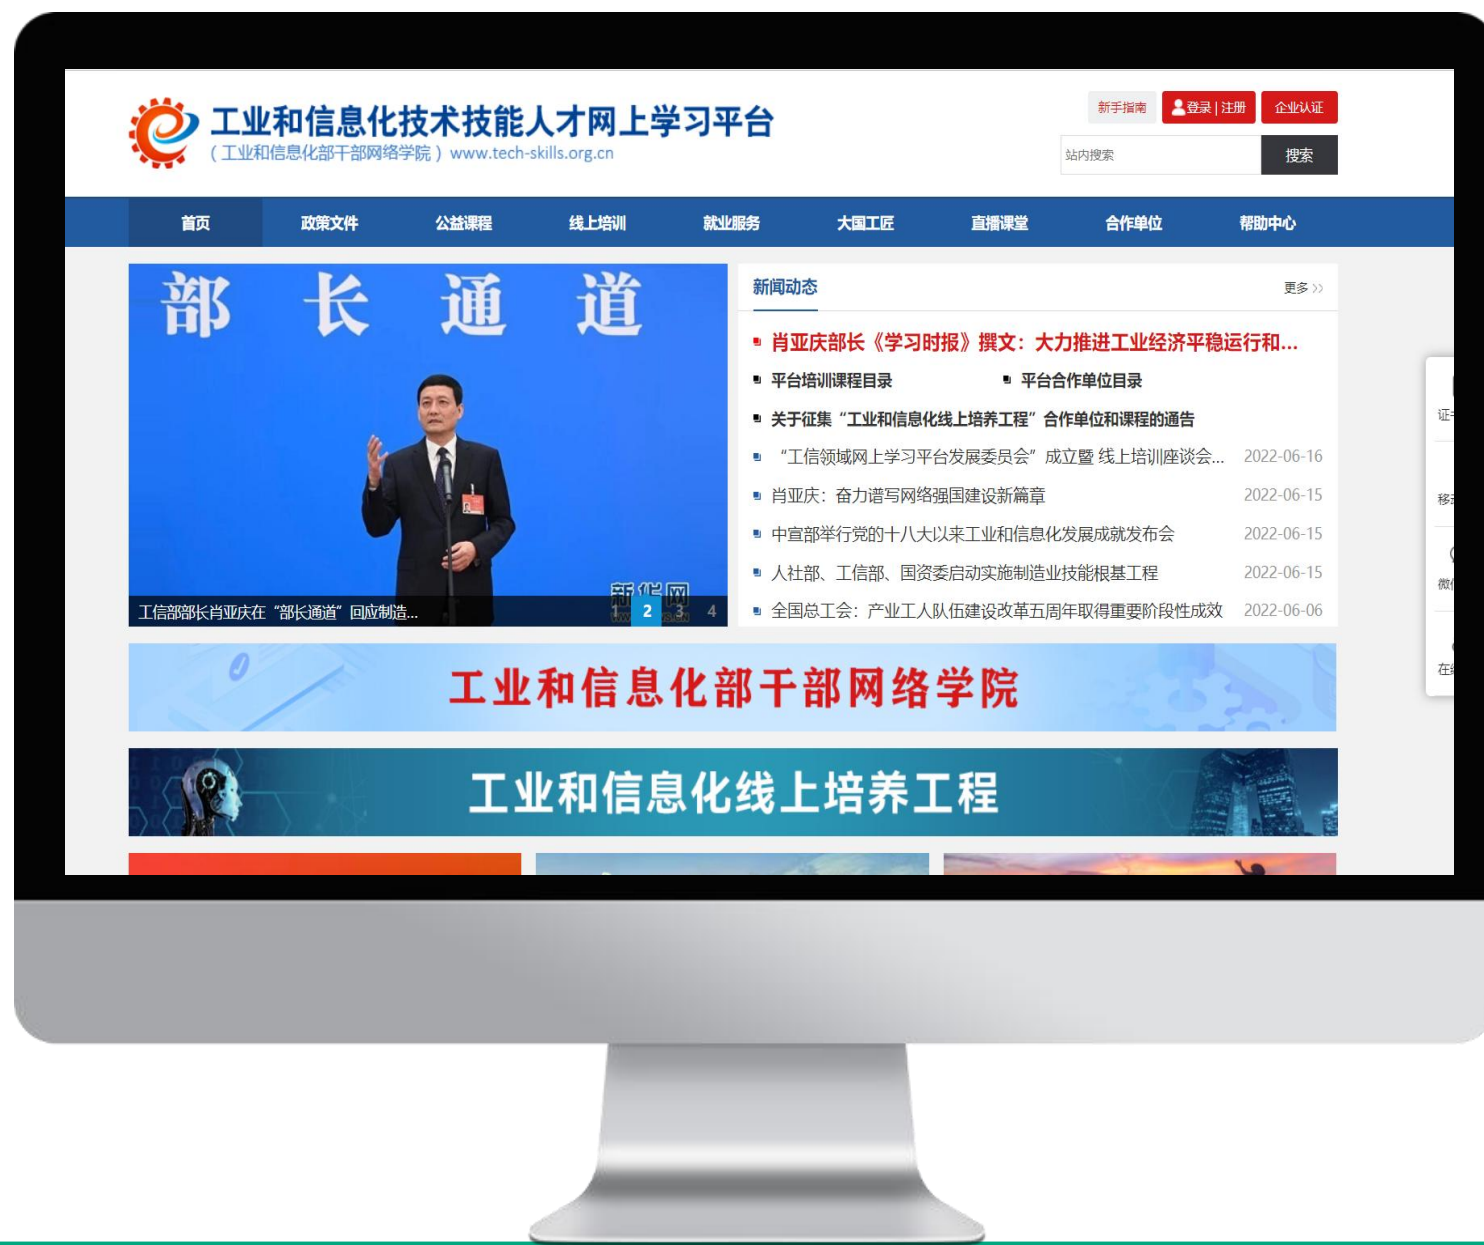 工业和信息化技术技能人才网上学习平台
（工业和信息化部干部网络学院）www.tech-skills.org.cn
新手指南 登录 | 注册 企业认证
站内搜索 搜索
首页 政策文件 公益课程 线上培训 就业服务 大国工匠 直播课堂 合作单位 帮助中心
部长通道
新华网
工信部部长肖亚庆在“部长通道”回应制造...
1 2 3 4
新闻动态 更多 >>
肖亚庆部长《学习时报》撰文：大力推进工业经济平稳运行和...
平台培训课程目录 平台合作单位目录
关于征集“工业和信息化线上培养工程”合作单位和课程的通告
“工信领域网上学习平台发展委员会”成立暨 线上培训座谈会... 2022-06-16
肖亚庆：奋力谱写网络强国建设新篇章 2022-06-15
中宣部举行党的十八大以来工业和信息化发展成就发布会 2022-06-15
人社部、工信部、国资委启动实施制造业技能根基工程 2022-06-15
全国总工会：产业工人队伍建设改革五周年取得重要阶段性成效 2022-06-06
工业和信息化部干部网络学院
工业和信息化线上培养工程